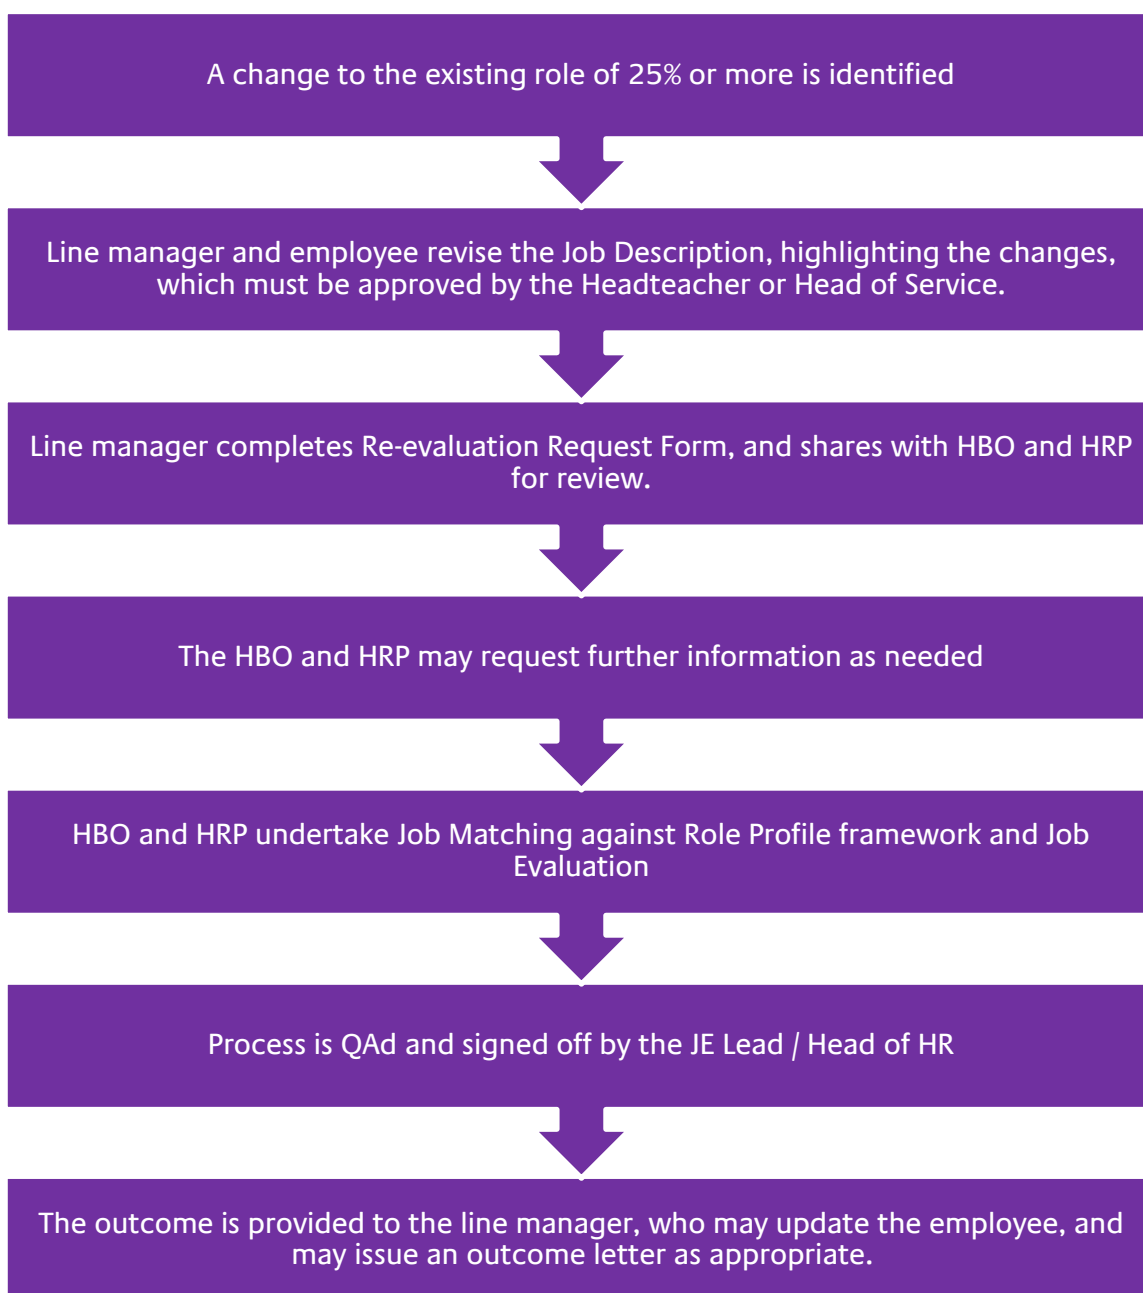 A change to the existing role of 25% or more is identified
Line manager and employee revise the Job Description, highlighting the changes,
which must be approved by the Headteacher or Head of Service.
Line manager completes Re-evaluation Request Form, and shares with HBO and HRP
for review.
The HBO and HRP may request further information as needed
HBO and HRP undertake Job Matching against Role Profile framework and Job
Evaluation
Process is QAd and signed off by the JE Lead / Head of HR
The outcome is provided to the line manager, who may update the employee, and
may issue an outcome letter as appropriate.